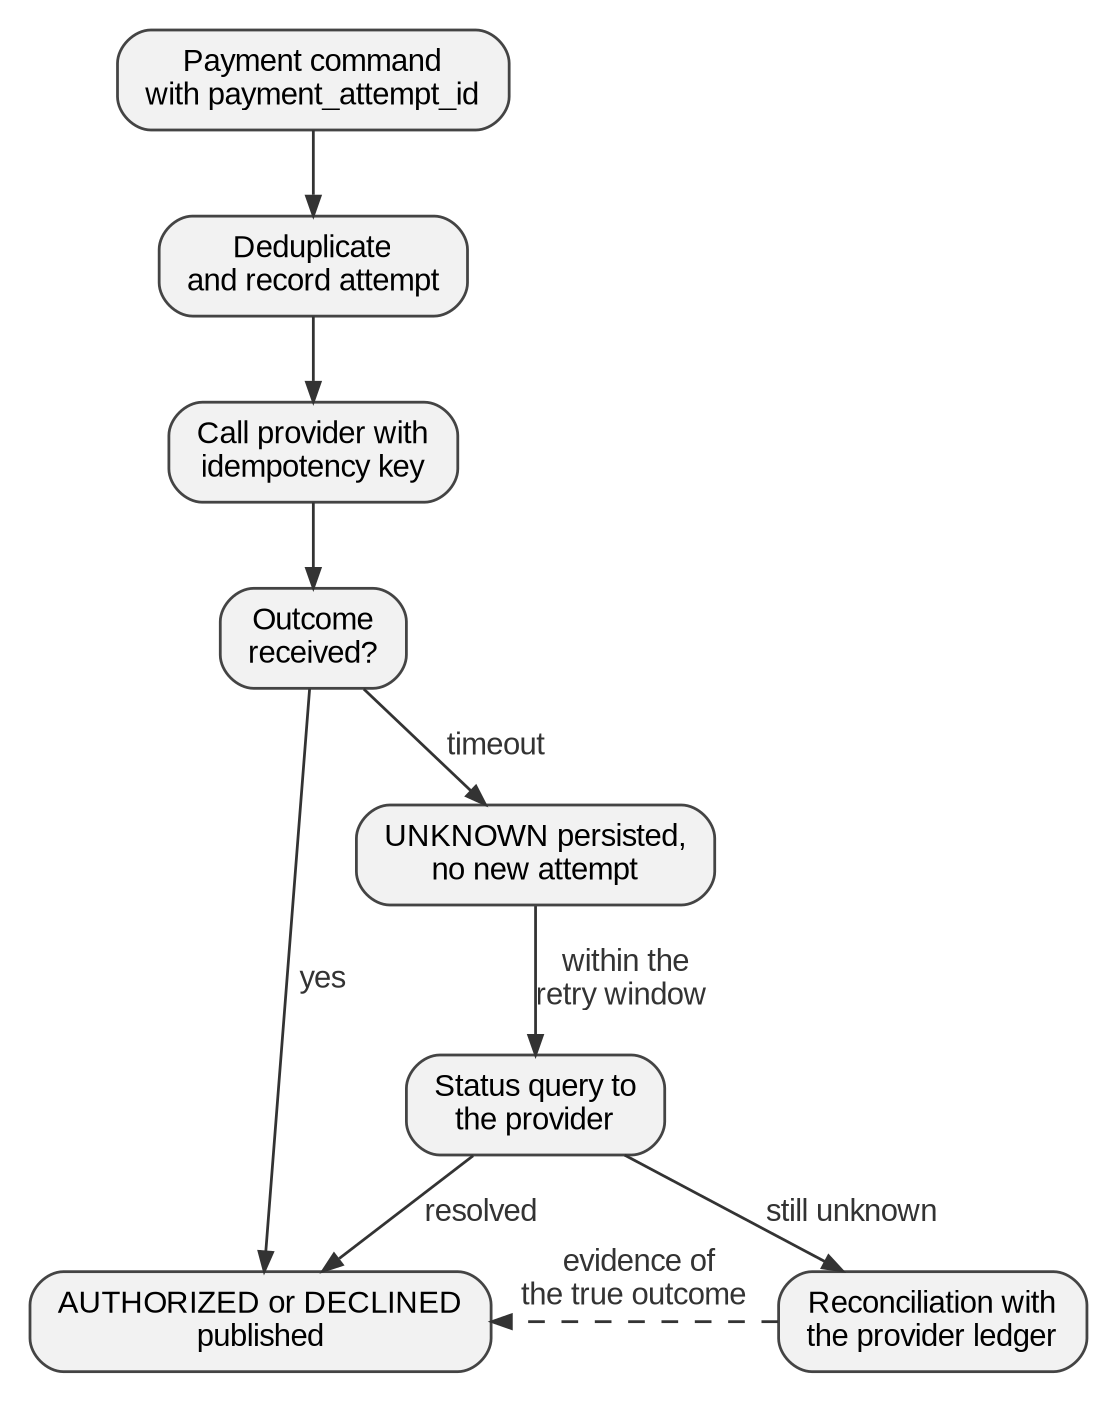 Payment command
with payment_attempt_id
Deduplicate
and record attempt
Call provider with
idempotency key
Outcome
received?
timeout
UNKNOWN persisted,
no new attempt
yes
within the
retry window
Status query to
the provider
resolved
still unknown
evidence of
the true outcome
AUTHORIZED or DECLINED
published
Reconciliation with
the provider ledger